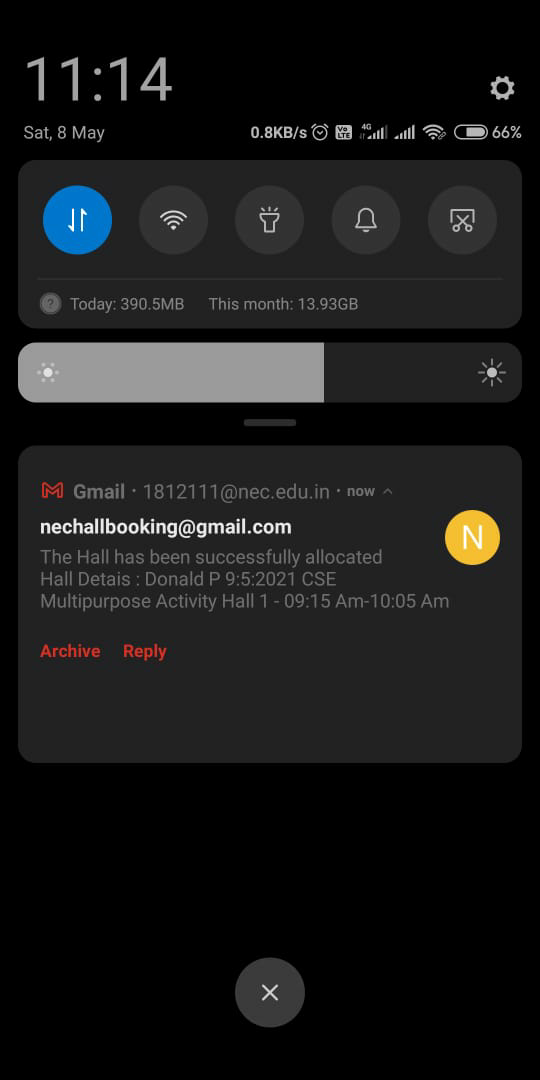 11:14
Sat, 8 May
0.8KB/s Vo LTE 4G 66%
Today: 390.5MB This month: 13.93GB
Gmail · 1812111@nec.edu.in · now
nechallbooking@gmail.com
N
The Hall has been successfully allocated
Hall Detais : Donald P 9:5:2021 CSE
Multipurpose Activity Hall 1 - 09:15 Am-10:05 Am
Archive Reply